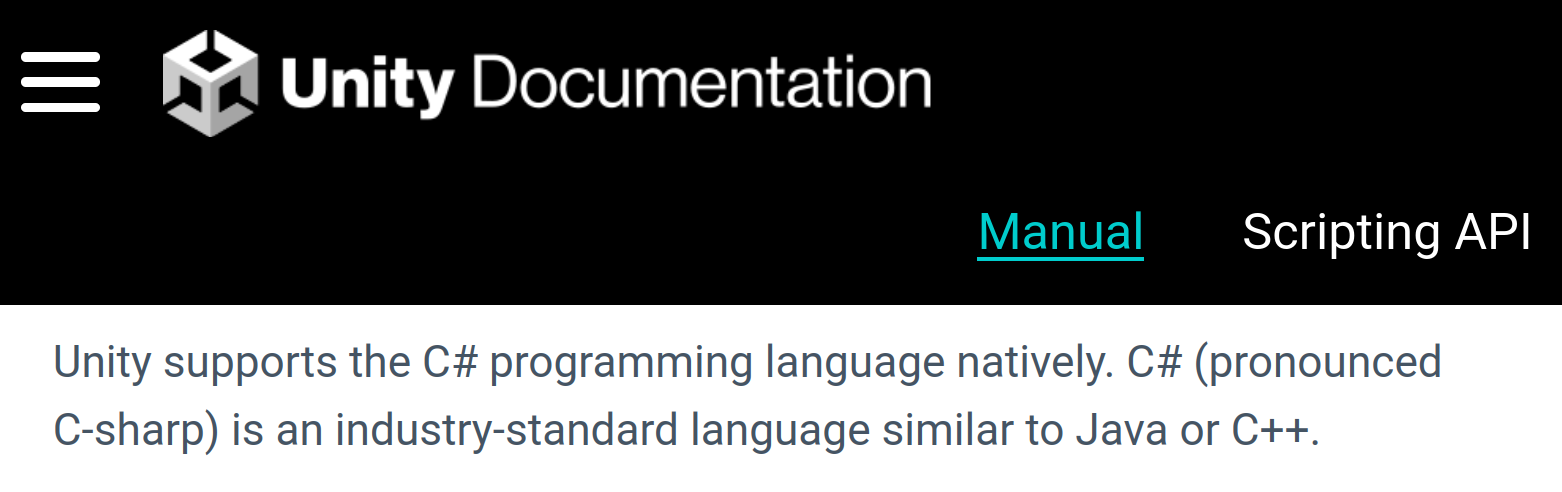 Unity Documentation
Manual Scripting API
Unity supports the C# programming language natively. C# (pronounced
C-sharp) is an industry-standard language similar to Java or C++.